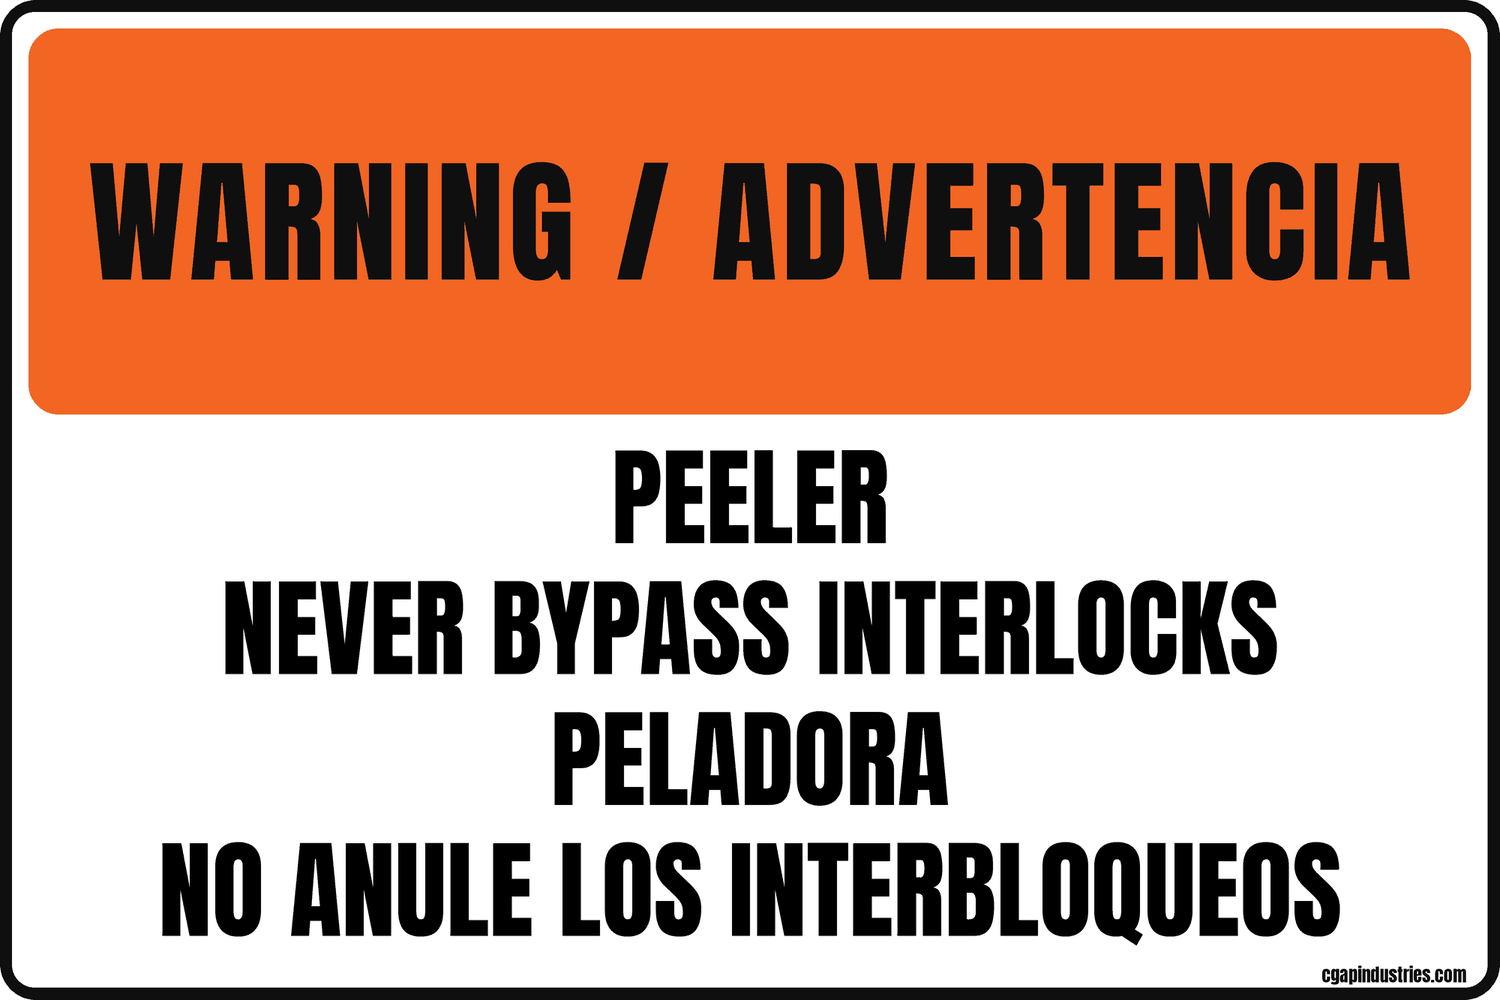 WARNING / ADVERTENCIA
PEELER
NEVER BYPASS INTERLOCKS
PELADORA
NO ANULE LOS INTERBLOQUEOS
cgapindustries.com